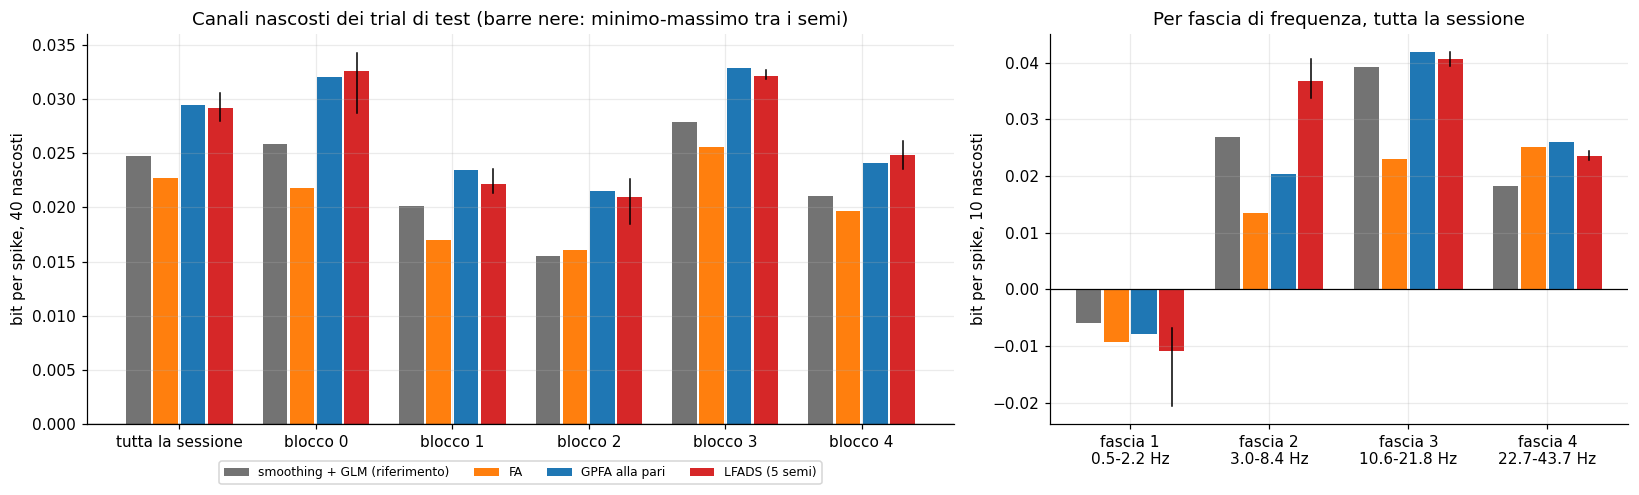 Canali nascosti dei trial di test (barre nere: minimo-massimo tra i semi)
bit per spike, 40 nascosti
0.035
0.030
0.025
0.020
0.015
0.010
0.005
0.000
tutta la sessione
blocco 0
blocco 1
blocco 2
blocco 3
blocco 4
smoothing + GLM (riferimento)
FA
GPFA alla pari
LFADS (5 semi)
Per fascia di frequenza, tutta la sessione
bit per spike, 10 nascosti
0.04
0.03
0.02
0.01
0.00
−0.01
−0.02
fascia 1
0.5-2.2 Hz
fascia 2
3.0-8.4 Hz
fascia 3
10.6-21.8 Hz
fascia 4
22.7-43.7 Hz